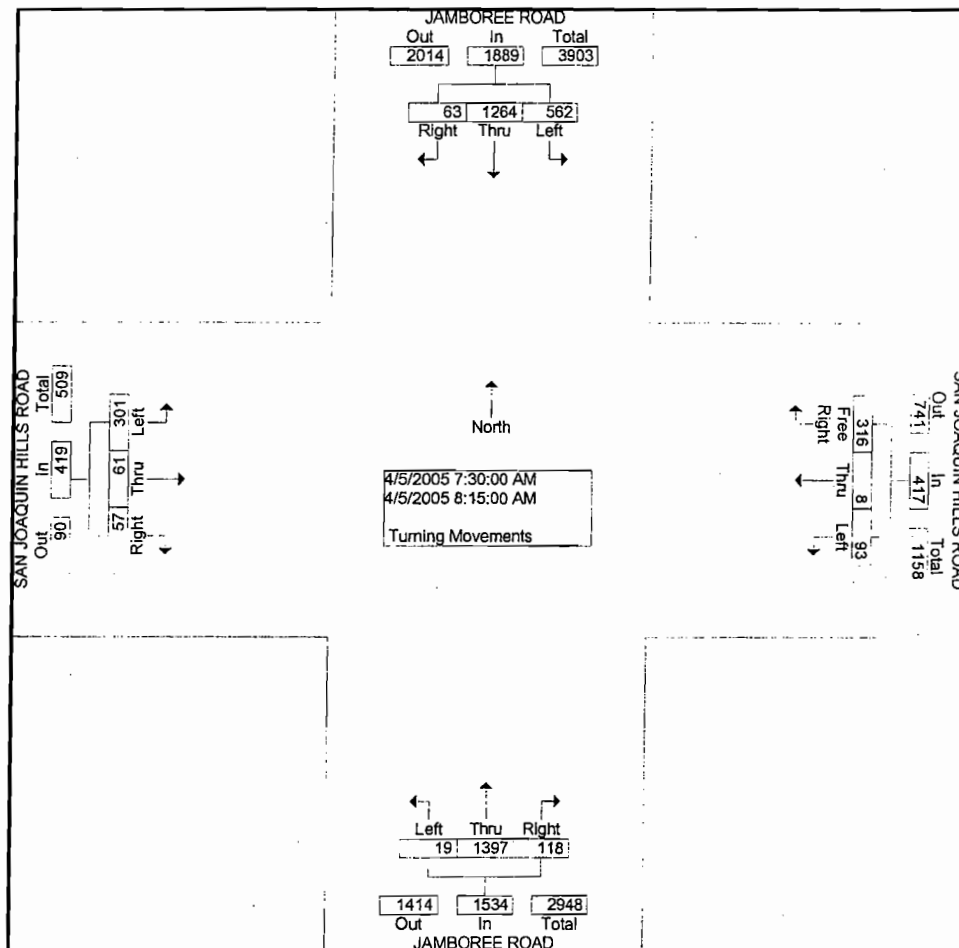 JAMBOREE ROAD
Out In Total
2014 1889 3903
63 1264 562
Right Thru Left
North
4/5/2005 7:30:00 AM
4/5/2005 8:15:00 AM
Turning Movements
SAN JOAQUIN HILLS ROAD
Out In Total
90 419 509
57 61 301
Right Thru Left
SAN JOAQUIN HILLS ROAD
Out In Total
741 417 1158
316 8 93
Free Right Thru Left
Left Thru Right
19 1397 118
1414 1534 2948
Out In Total
JAMBOREE ROAD